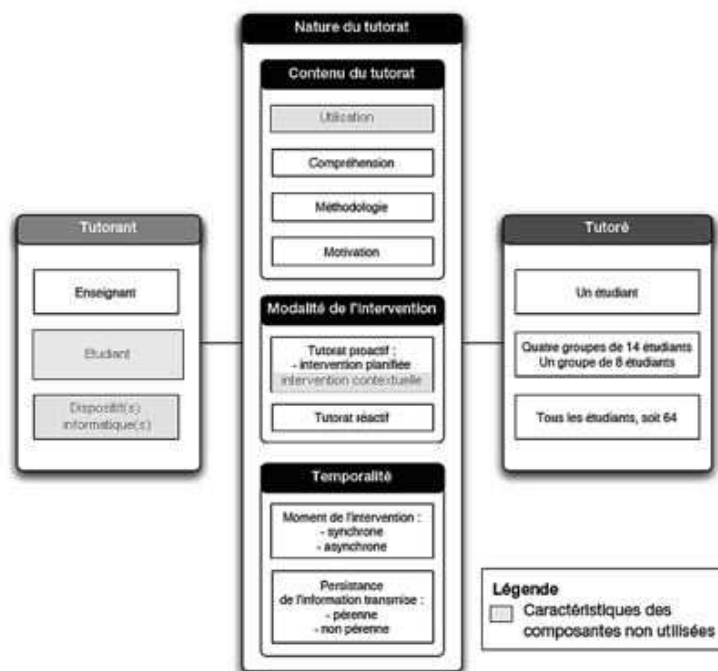 Nature du tutorat
Contenu du tutorat
Utilication
Compréhension
Méthodologie
Motivation
Tutorant
Enseignant
Etudiant
Dispositif(s)
informatique(s)
Modalité de l'intervention
Tutorat proactif :
- intervention planifiée
intervention contextuelle
Tutorat réactif
Temporalité
Moment de l'intervention :
- synchrone
- asynchrone
Persistance
de l'information transmise :
- pérenne
- non pérenne
Tutoré
Un étudiant
Quatre groupes de 14 étudiants
Un groupe de 8 étudiants
Tous les étudiants, soit 64
Légende
Caractéristiques des
composantes non utilisées